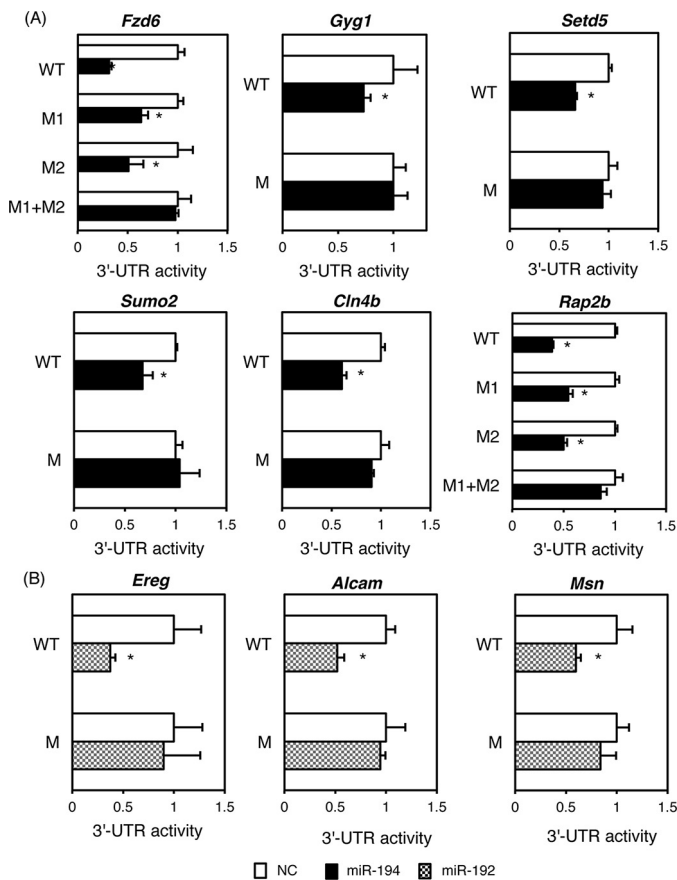 (A)
Fzd6
WT
*
M1
*
M2
*
M1+M2
0 0.5 1 1.5
3'-UTR activity
Gyg1
WT
*
M
0 0.5 1
3'-UTR activity
Setd5
WT
*
M
0 0.5 1 1.5
3'-UTR activity
Sumo2
WT
*
M
0 0.5 1 1.5
3'-UTR activity
Cln4b
WT
*
M
0 0.5 1 1.5
3'-UTR activity
Rap2b
WT
*
M1
*
M2
*
M1+M2
0 0.5 1 1.5
3'-UTR activity
(B)
Ereg
WT
*
M
0 0.5 1 1.5
3'-UTR activity
Alcam
WT
*
M
0 0.5 1 1.5
3'-UTR activity
Msn
WT
*
M
0 0.5 1 1.5
3'-UTR activity
NC miR-194 miR-192